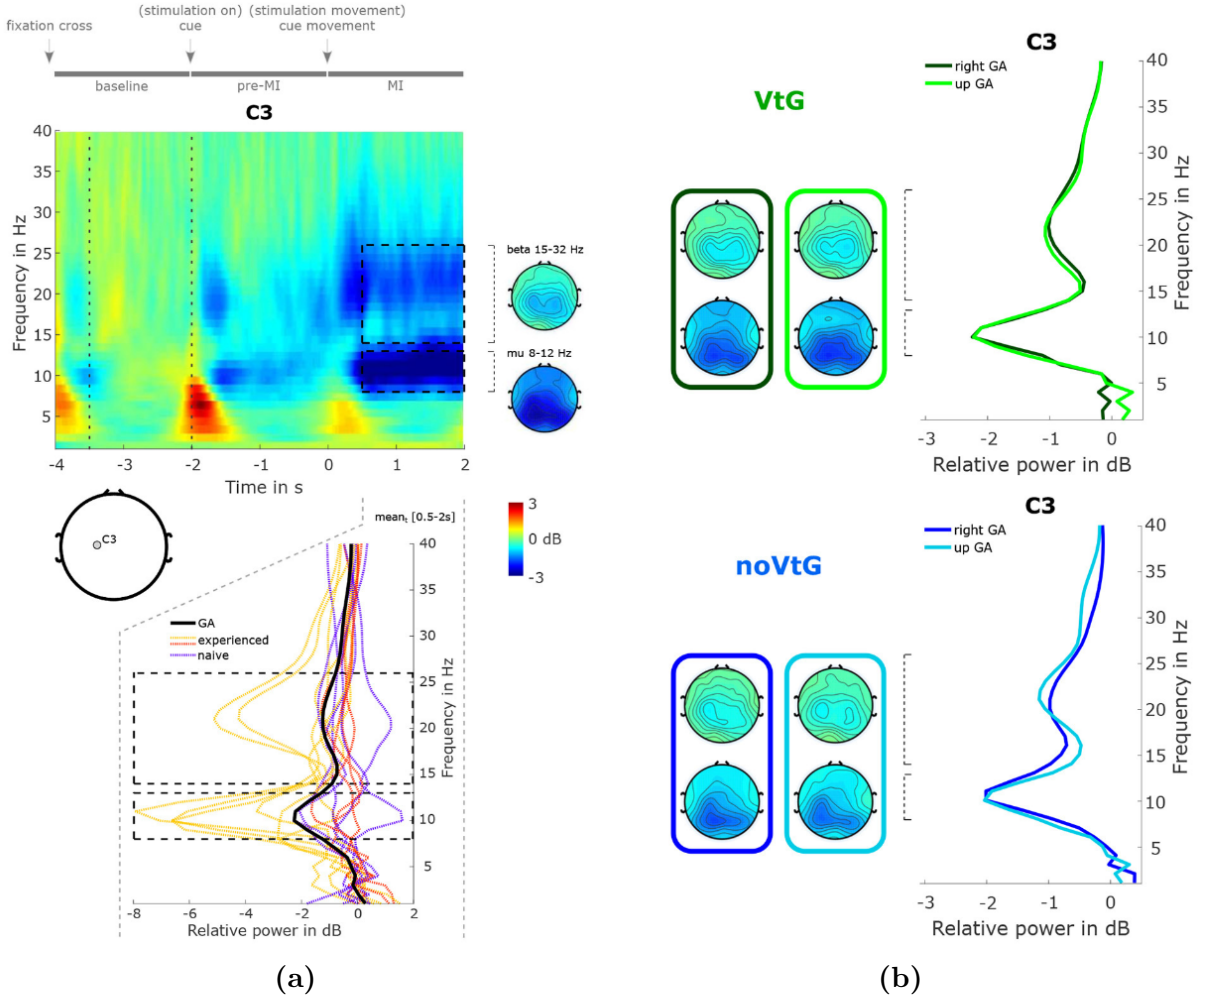 (stimulation on) (stimulation movement)
fixation cross cue cue movement
baseline pre-MI MI
C3
40
35
30
25
20
15
10
5
Frequency in Hz
-4 -3 -2 -1 0 1 2
Time in s
beta 15-32 Hz
mu 8-12 Hz
C3
3
0 dB
-3
meant [0.5-2s]
GA
experienced
naive
40
35
30
25
20
15
10
5
Frequency in Hz
-8 -6 -4 -2 0 2
Relative power in dB
(a)
VtG
C3
right GA
up GA
40
35
30
25
20
15
10
5
Frequency in Hz
-3 -2 -1 0
Relative power in dB
noVtG
C3
right GA
up GA
40
35
30
25
20
15
10
5
Frequency in Hz
-3 -2 -1 0
Relative power in dB
(b)